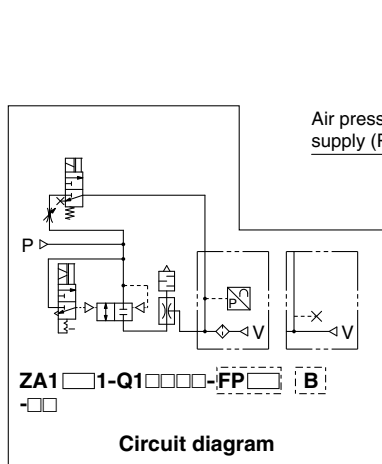 Air press
supply (P
P
P
V
V
ZA1□1-Q1□□□□-FP□ B
-□□
Circuit diagram